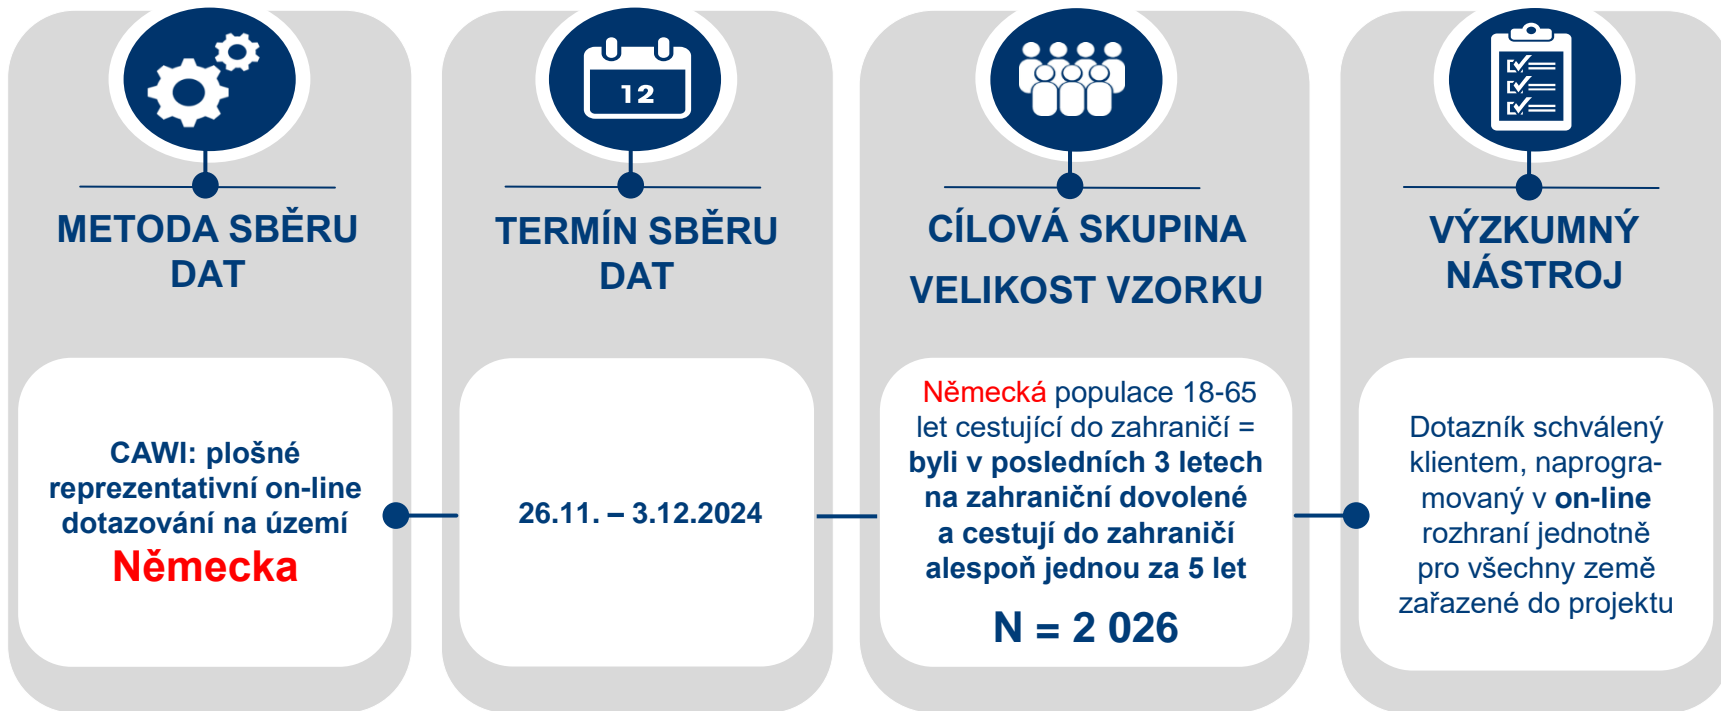 METODA SBĚRU
DAT
CAWI: plošné
reprezentativní on-line
dotazování na území
Německa
12
TERMÍN SBĚRU
DAT
26.11. – 3.12.2024
CÍLOVÁ SKUPINA
VELIKOST VZORKU
Německá populace 18-65
let cestující do zahraničí =
byli v posledních 3 letech
na zahraniční dovolené
a cestují do zahraničí
alespoň jednou za 5 let
N = 2 026
VÝZKUMNÝ
NÁSTROJ
Dotazník schválený
klientem, naprogra-
movaný v on-line
rozhraní jednotně
pro všechny země
zařazené do projektu